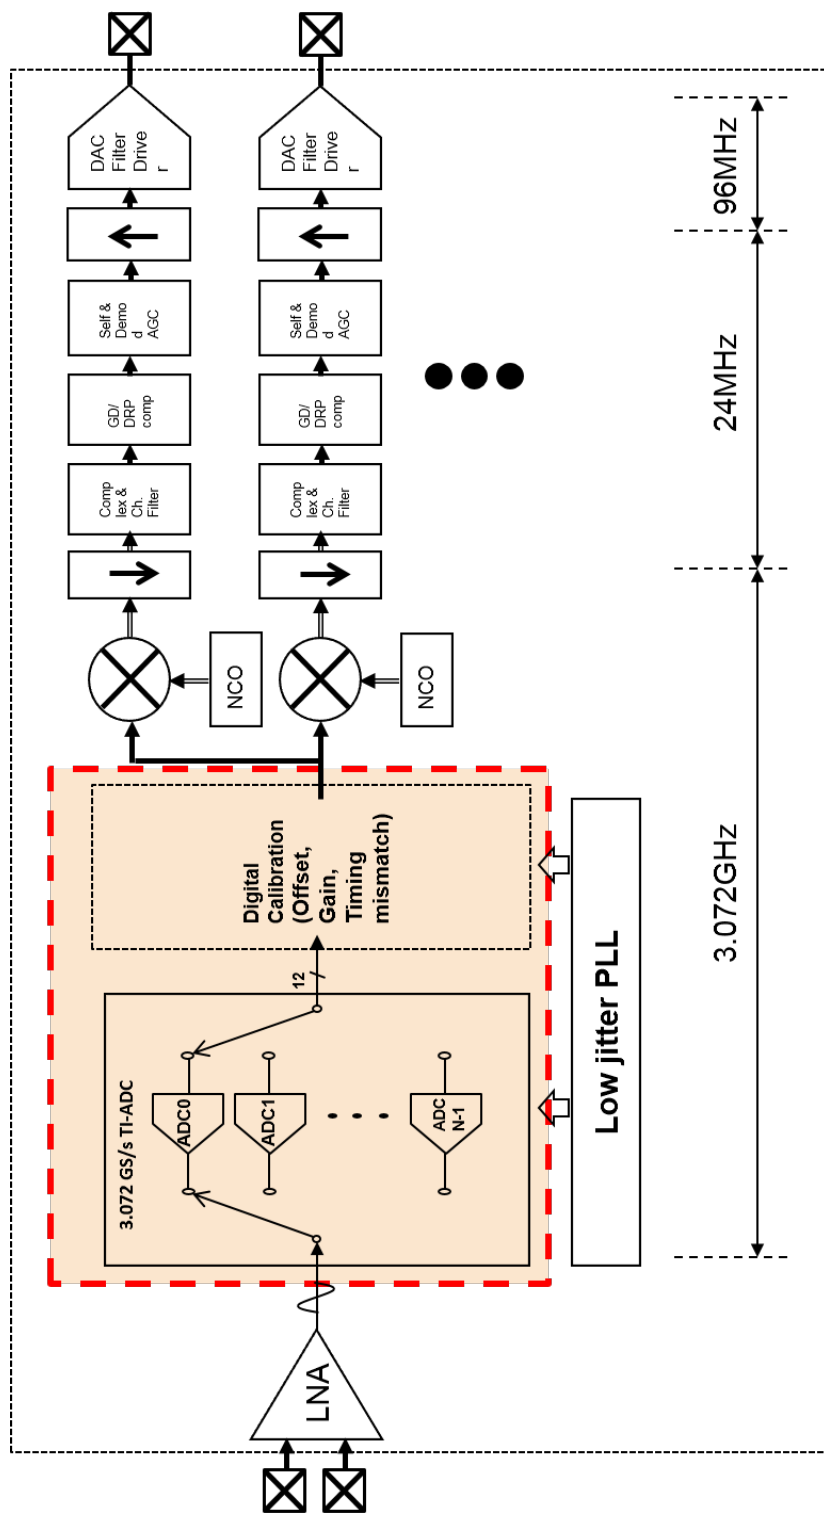 LNA
3.072 GS/s TI-ADC
ADC0
ADC1
ADC
N-1
12
Digital
Calibration
(Offset,
Gain,
Timing
mismatch)
Low jitter PLL
NCO
NCO
Comp
lex &
Ch.
Filter
GD/
DRP
comp
Self &
Demo
d
AGC
DAC
Filter
Drive
r
Comp
lex &
Ch.
Filter
GD/
DRP
comp
Self &
Demo
d
AGC
DAC
Filter
Drive
r
3.072GHz
24MHz
96MHz